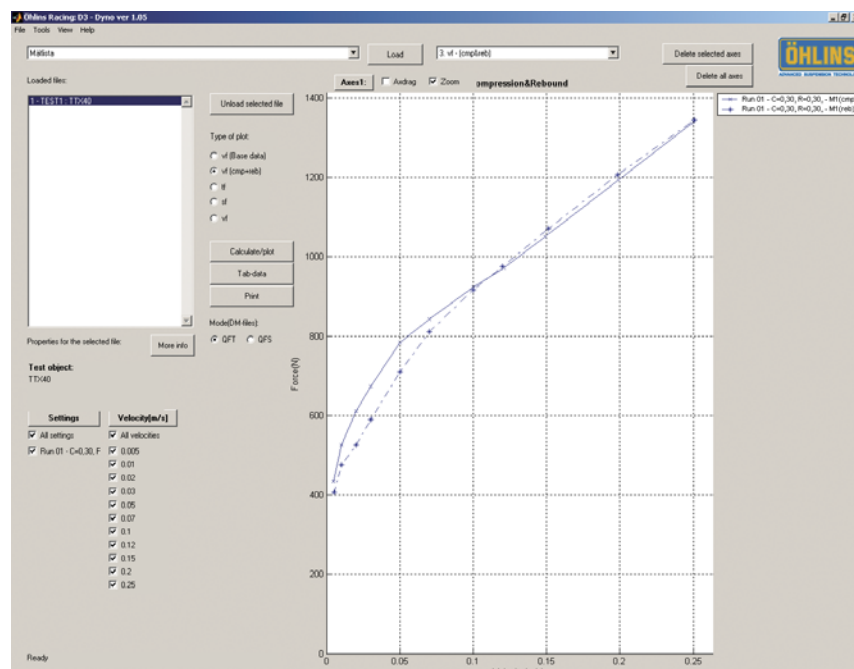 Öhlins Racing: D3 - Dyno ver 1.05
File Tools View Help
Mätlista
Load
3. vf - (cmp&reb)
Delete selected axes
Delete all axes
ÖHLINS
ADVANCED SUSPENSION TECHNOLOGY
Loaded files:
1 - TEST1 : TTX40
Unload selected file
Type of plot:
vf (Base data)
vf (cmp+reb)
tf
sf
vf
Calculate/plot
Tab-data
Print
Mode(DM-files):
QFT QFS
Properties for the selected file:
More info
Test object:
TTX40
Settings
All settings
Run 01 - C=0,30, F
Velocity[m/s]
All velocities
0.005
0.01
0.02
0.03
0.05
0.07
0.1
0.12
0.15
0.2
0.25
Ready
Axes1: Axdrag Zoom ompression&Rebound
Run 01 - C=0,30, R=0,30, - M1(cmp
Run 01 - C=0,30, R=0,30, - M1(reb)
Force(N)
1400
1200
1000
800
600
400
200
0
0 0.05 0.1 0.15 0.2 0.25